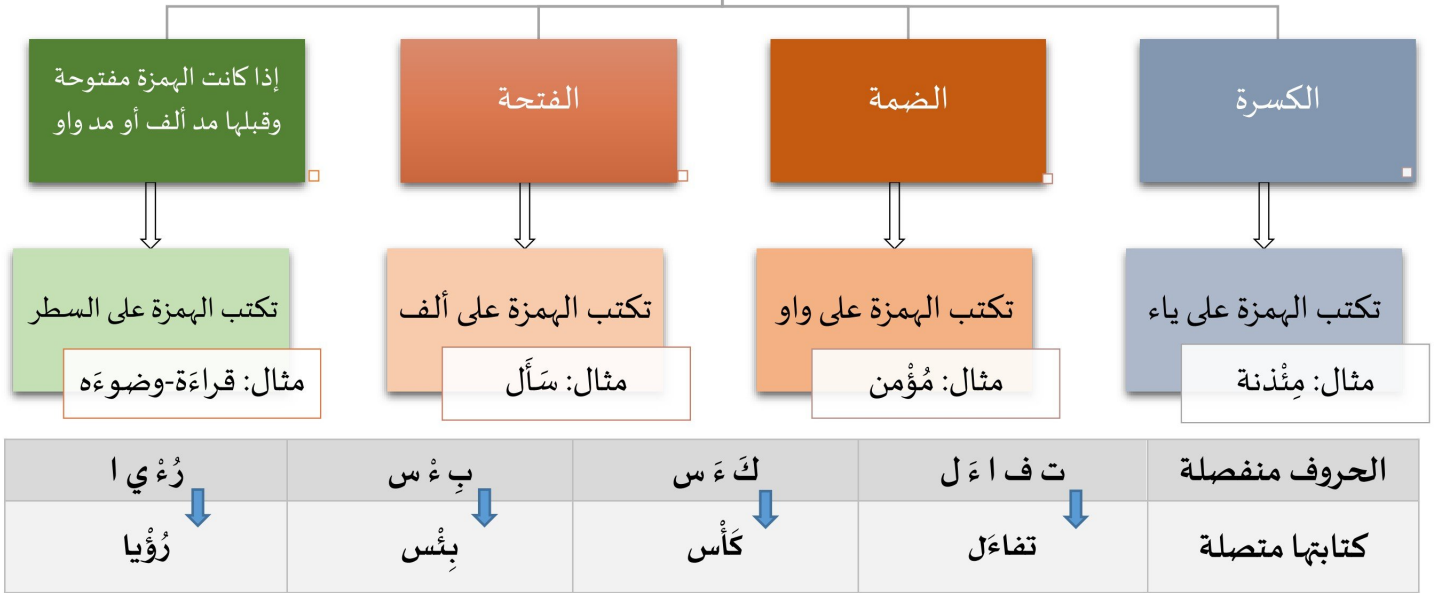 الكسرة
الضمة
الفتحة
إذا كانت الهمزة مفتوحة
وقبلها مد ألف أو مد واو
تكتب الهمزة على ياء
مثال: مِئْذنة
تكتب الهمزة على واو
مثال: مُؤْمن
تكتب الهمزة على ألف
مثال: سَأَل
تكتب الهمزة على السطر
مثال: قراءَة-وضوءَه
الحروف منفصلة ت ف ا ءَ ل كَ ءَ س بِ ءْ س رُ ءْ ي ا
كتابتها متصلة تفاءَل كَأْس بِئْس رُؤْيا